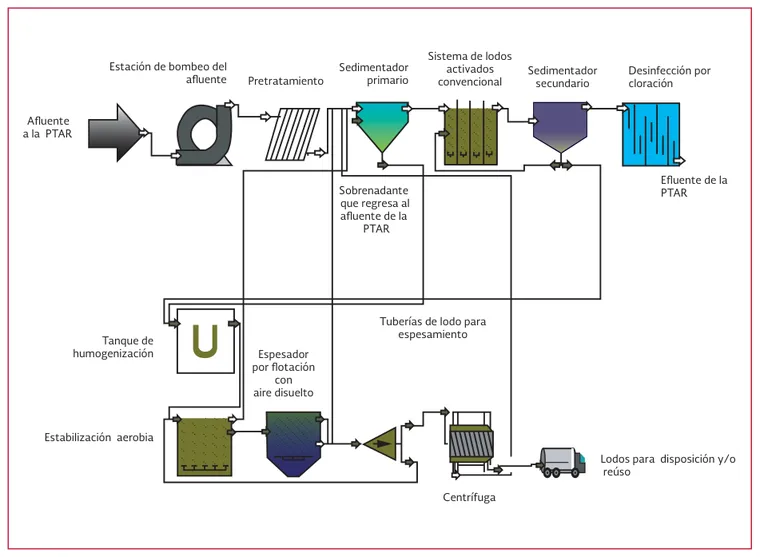 Afluente
a la PTAR
Estación de bombeo del
afluente
Pretratamiento
Sedimentador
primario
Sistema de lodos
activados
convencional
Sedimentador
secundario
Desinfección por
cloración
Efluente de la
PTAR
Sobrenadante
que regresa al
afluente de la
PTAR
Tanque de
humogenización
U
Tuberías de lodo para
espesamiento
Espesador
por flotación
con
aire disuelto
Estabilización aerobia
Centrífuga
Lodos para disposición y/o
reúso